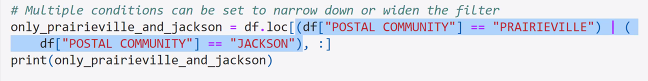 # Multiple conditions can be set to narrow down or widen the filter
only_prairieville_and_jackson = df.loc[(df["POSTAL COMMUNITY"] == "PRAIRIEVILLE") | (
df["POSTAL COMMUNITY"] == "JACKSON"), :]
print(only_prairieville_and_jackson)